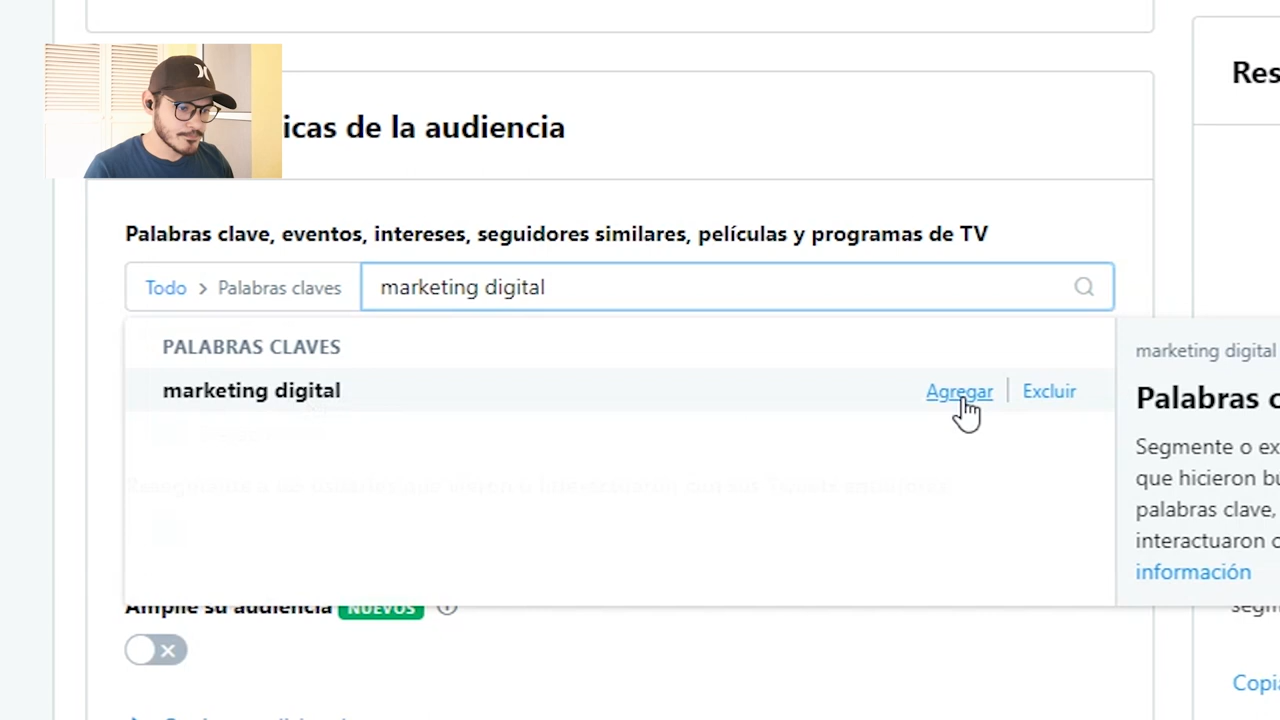 Res
icas de la audiencia
Palabras clave, eventos, intereses, seguidores similares, películas y programas de TV
Todo > Palabras claves
marketing digital
PALABRAS CLAVES
marketing digital
Agregar | Excluir
marketing digital
Palabras c
Segmente o ex
que hicieron bu
palabras clave,
interactuaron c
información
Amplíe su audiencia NUEVOS
segm
Copia